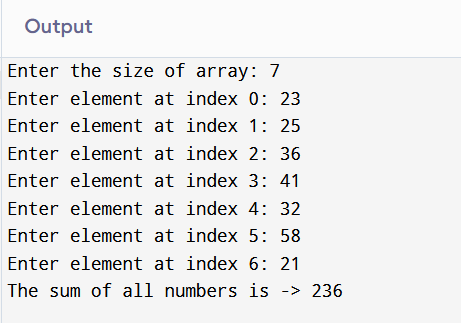 Output
Enter the size of array: 7
Enter element at index 0: 23
Enter element at index 1: 25
Enter element at index 2: 36
Enter element at index 3: 41
Enter element at index 4: 32
Enter element at index 5: 58
Enter element at index 6: 21
The sum of all numbers is -> 236